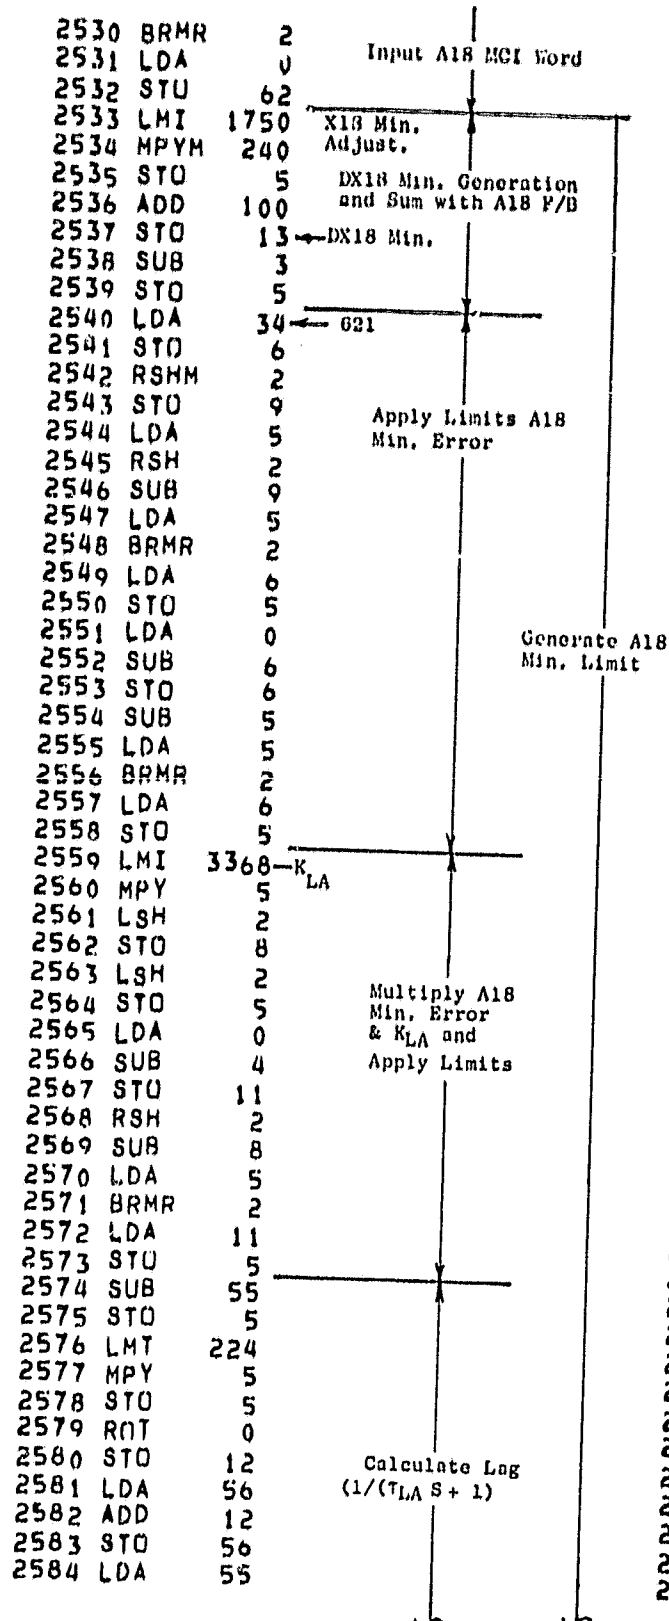 2530 BRMR 2
2531 LDA 0
2532 STO 62
2533 LMI 1750
2534 MPYM 240
2535 STO 5
2536 ADD 100
2537 STO 13 DX18 Min.
2538 SUB 3
2539 STO 5
2540 LDA 34 G21
2541 STO 6
2542 RSHM 2
2543 STO 9
2544 LDA 5
2545 RSH 2
2546 SUB 9
2547 LDA 5
2548 BRMR 2
2549 LDA 6
2550 STO 5
2551 LDA 0
2552 SUB 6
2553 STO 6
2554 SUB 5
2555 LDA 5
2556 BRMR 2
2557 LDA 6
2558 STO 5
2559 LMI 3368 KLA
2560 MPY 5
2561 LSH 2
2562 STO 8
2563 LSH 2
2564 STO 5
2565 LDA 0
2566 SUB 4
2567 STO 11
2568 RSH 2
2569 SUB 8
2570 LDA 5
2571 BRMR 2
2572 LDA 11
2573 STO 5
2574 SUB 55
2575 STO 5
2576 LMT 224
2577 MPY 5
2578 STO 5
2579 ROT 0
2580 STO 12
2581 LDA 56
2582 ADD 12
2583 STO 56
2584 LDA 55
Input A18 MCI Word
X18 Min.
Adjust.
DX18 Min. Generation
and Sum with A18 F/B
Apply Limits A18
Min. Error
Generate A18
Min. Limit
Multiply A18
Min. Error
& KLA and
Apply Limits
Calculate Lag
(1/(τLA S + 1)